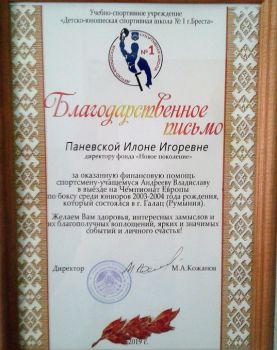 Учебно-спортивное учреждение
«Детско-юношеская спортивная школа № 1 г.Бреста»
№1
Благодарственное
письмо
Паневской Илоне Игоревне
директору фонда «Новое поколение»
за оказанную финансовую помощь
спортсмену-учащемуся Андрееву Владиславу
в выезде на Чемпионат Европы
по боксу среди юниоров 2003-2004 года рождения,
который состоялся в г. Галац (Румыния).
Желаем Вам здоровья, интересных замыслов и
их благополучных воплощений, ярких и значимых
событий и личного счастья!
Директор
М.А.Кожанов
2019 г.